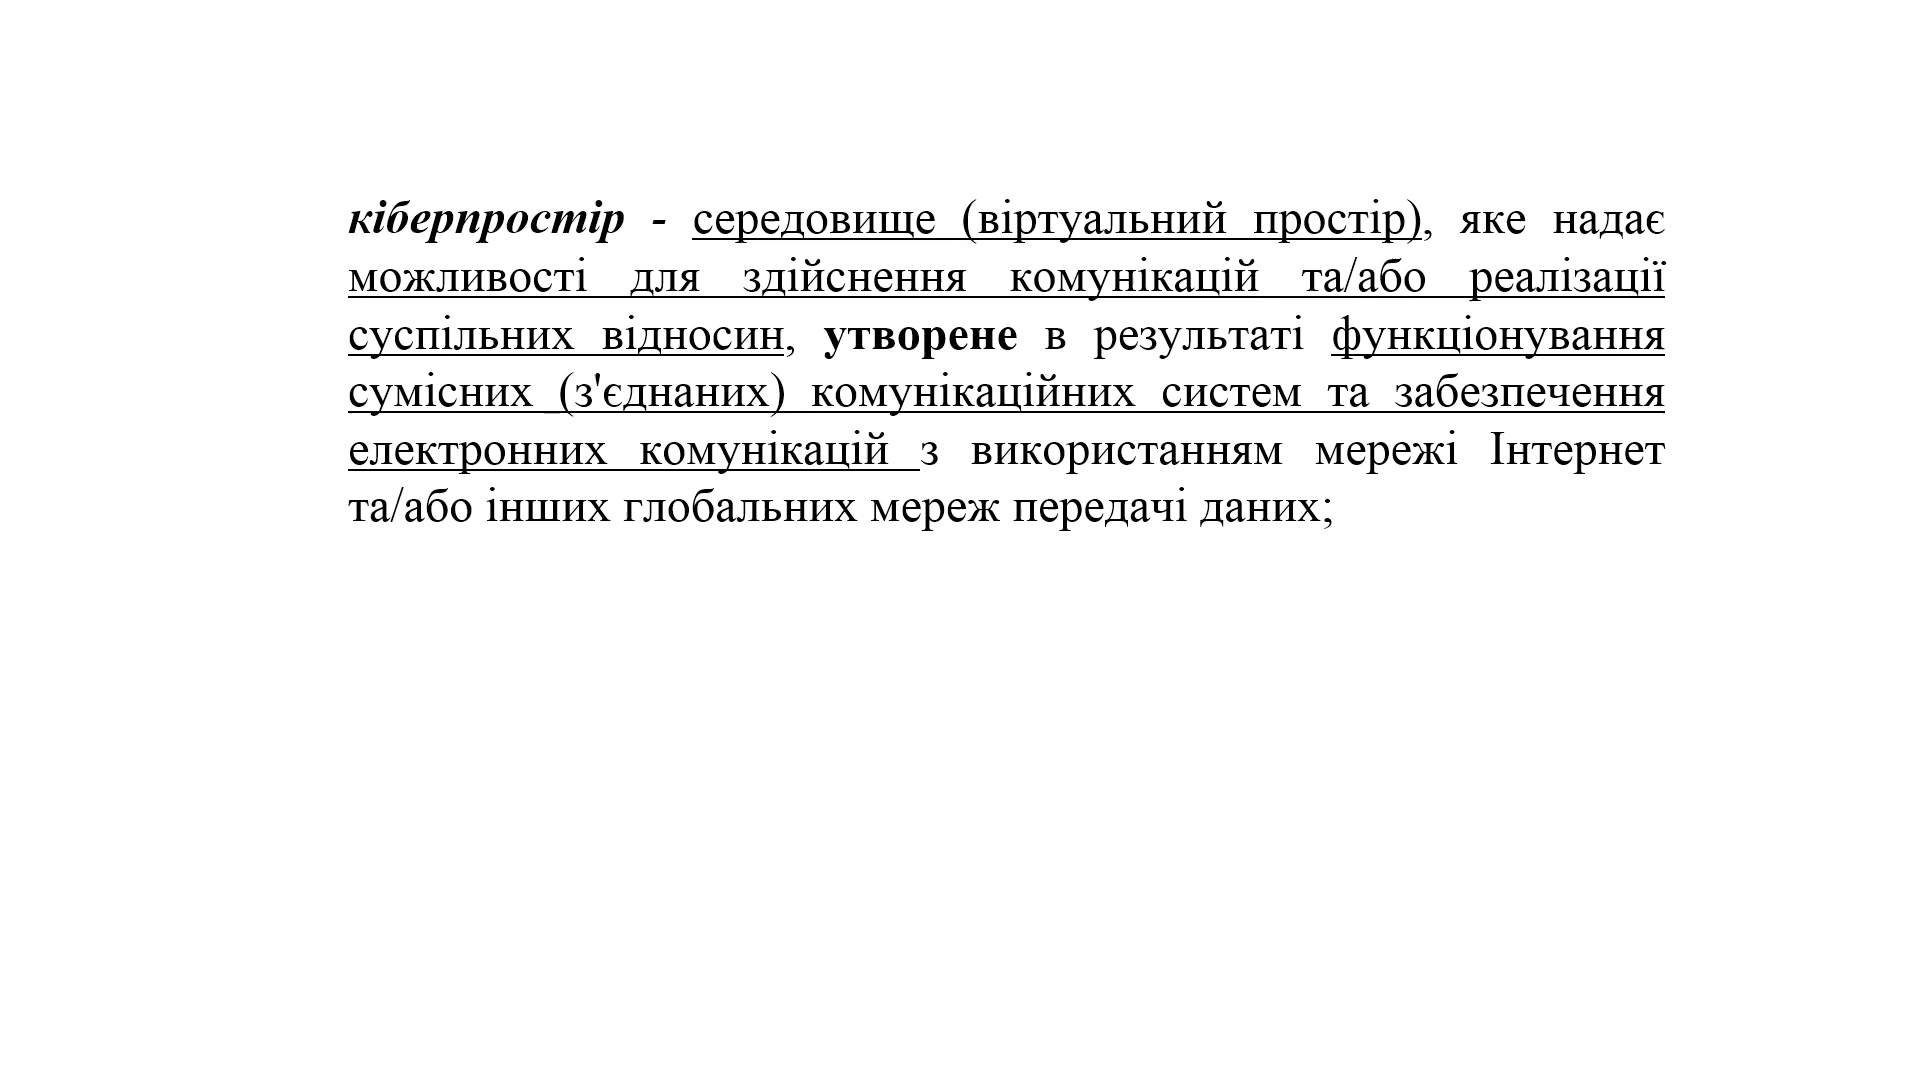 кіберпростір - середовище (віртуальний простір), яке надає
можливості для здійснення комунікацій та/або реалізації
суспільних відносин, утворене в результаті функціонування
сумісних (з'єднаних) комунікаційних систем та забезпечення
електронних комунікацій з використанням мережі Інтернет
та/або інших глобальних мереж передачі даних;